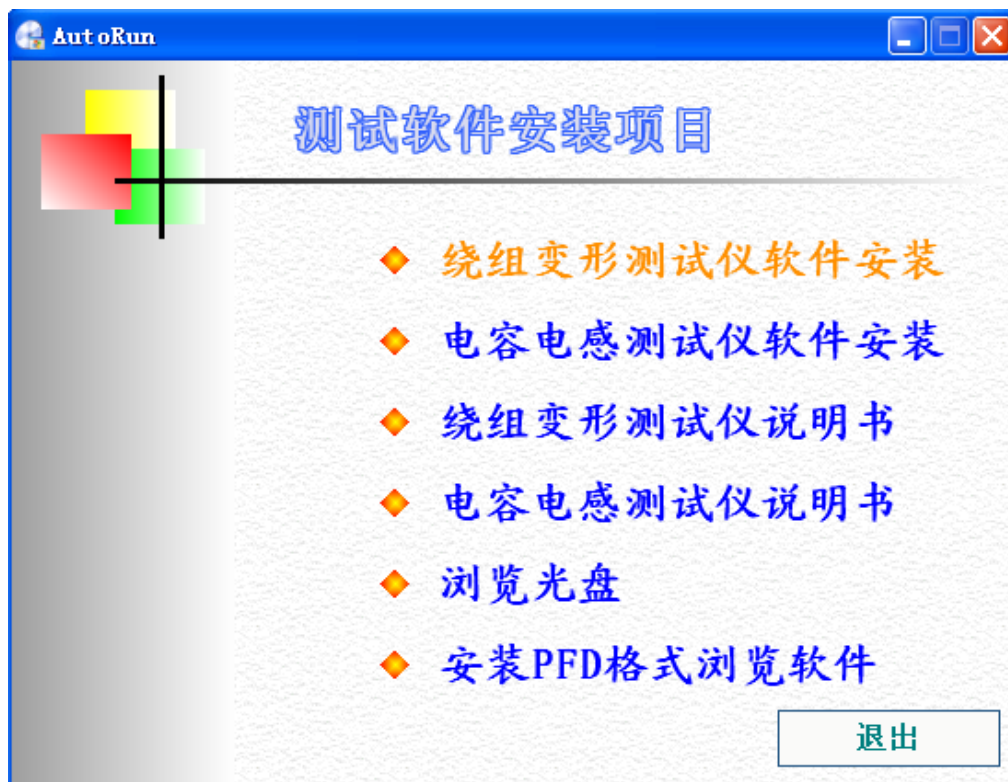 AutoRun
测试软件安装项目
绕组变形测试仪软件安装
电容电感测试仪软件安装
绕组变形测试仪说明书
电容电感测试仪说明书
浏览光盘
安装PFD格式浏览软件
退出